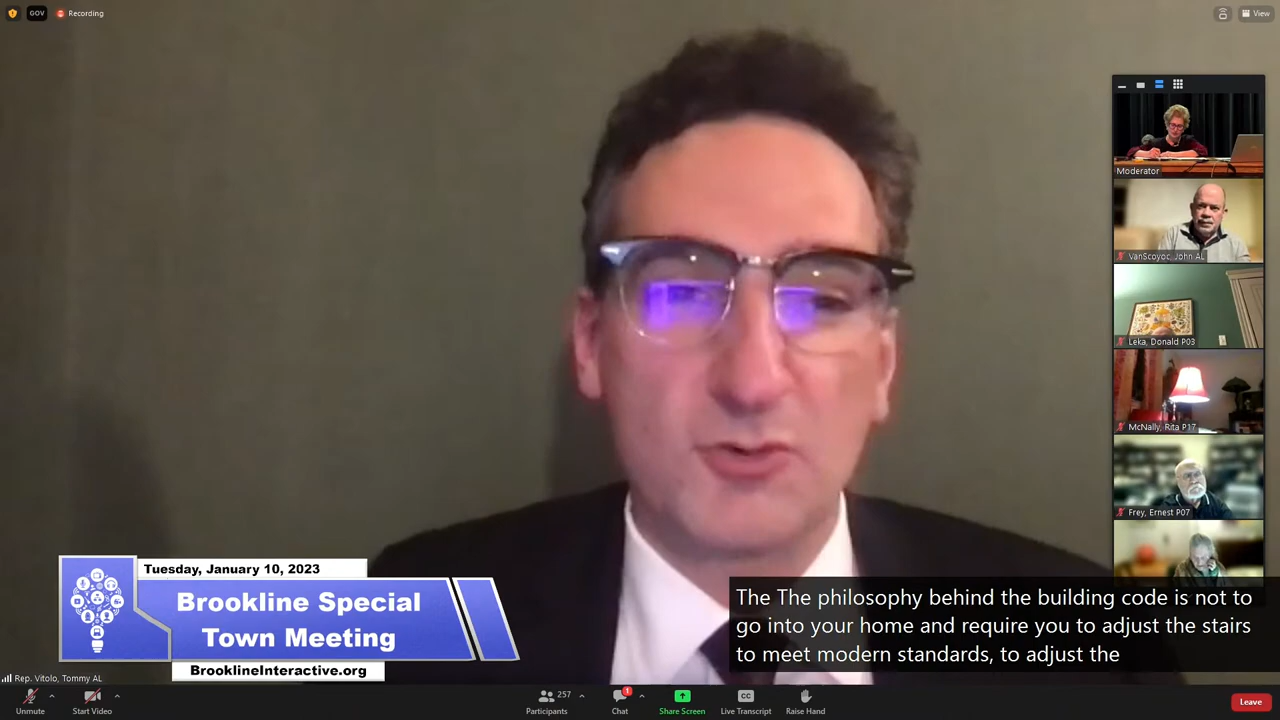 GOV
Recording
View
Moderator
VanScoyoc, John AL
Leka, Donald P03
McNally, Rita P17
Frey, Ernest P07
Tuesday, January 10, 2023
Brookline Special
Town Meeting
BrooklineInteractive.org
The The philosophy behind the building code is not to
go into your home and require you to adjust the stairs
to meet modern standards, to adjust the
Rep. Vitolo, Tommy AL
Unmute
Start Video
257
Participants
1
Chat
Share Screen
CC
Live Transcript
Raise Hand
Leave